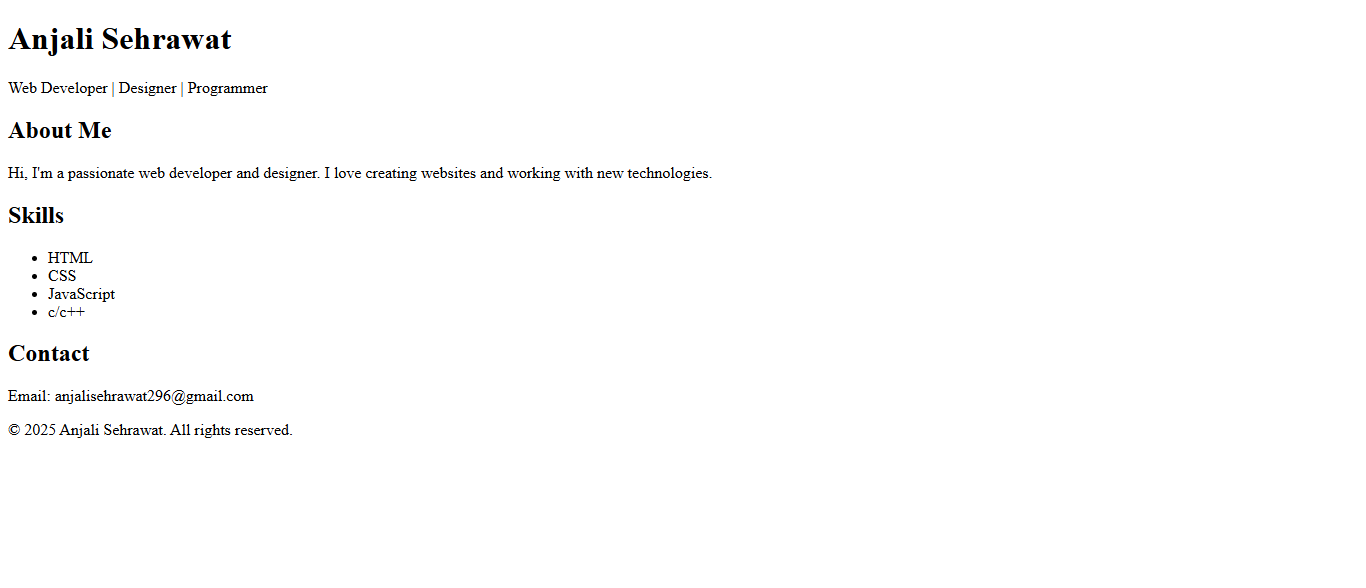 Anjali Sehrawat
Web Developer | Designer | Programmer
About Me
Hi, I'm a passionate web developer and designer. I love creating websites and working with new technologies.
Skills
• HTML
• CSS
• JavaScript
• c/c++
Contact
Email: anjalisehrawat296@gmail.com
© 2025 Anjali Sehrawat. All rights reserved.